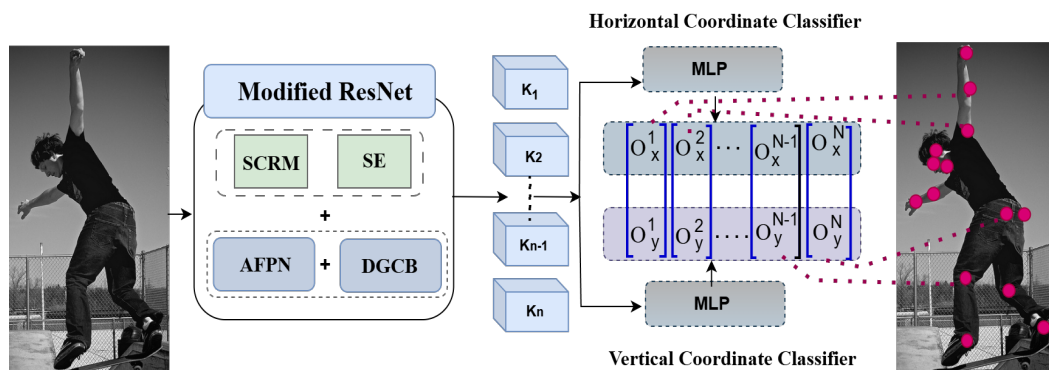 Horizontal Coordinate Classifier
Modified ResNet
SCRM
SE
+
AFPN
+
DGCB
K1
K2
Kn-1
Kn
MLP
O1x O2x ... ON-1x ONx
O1y O2y .... ON-1y ONy
MLP
Vertical Coordinate Classifier